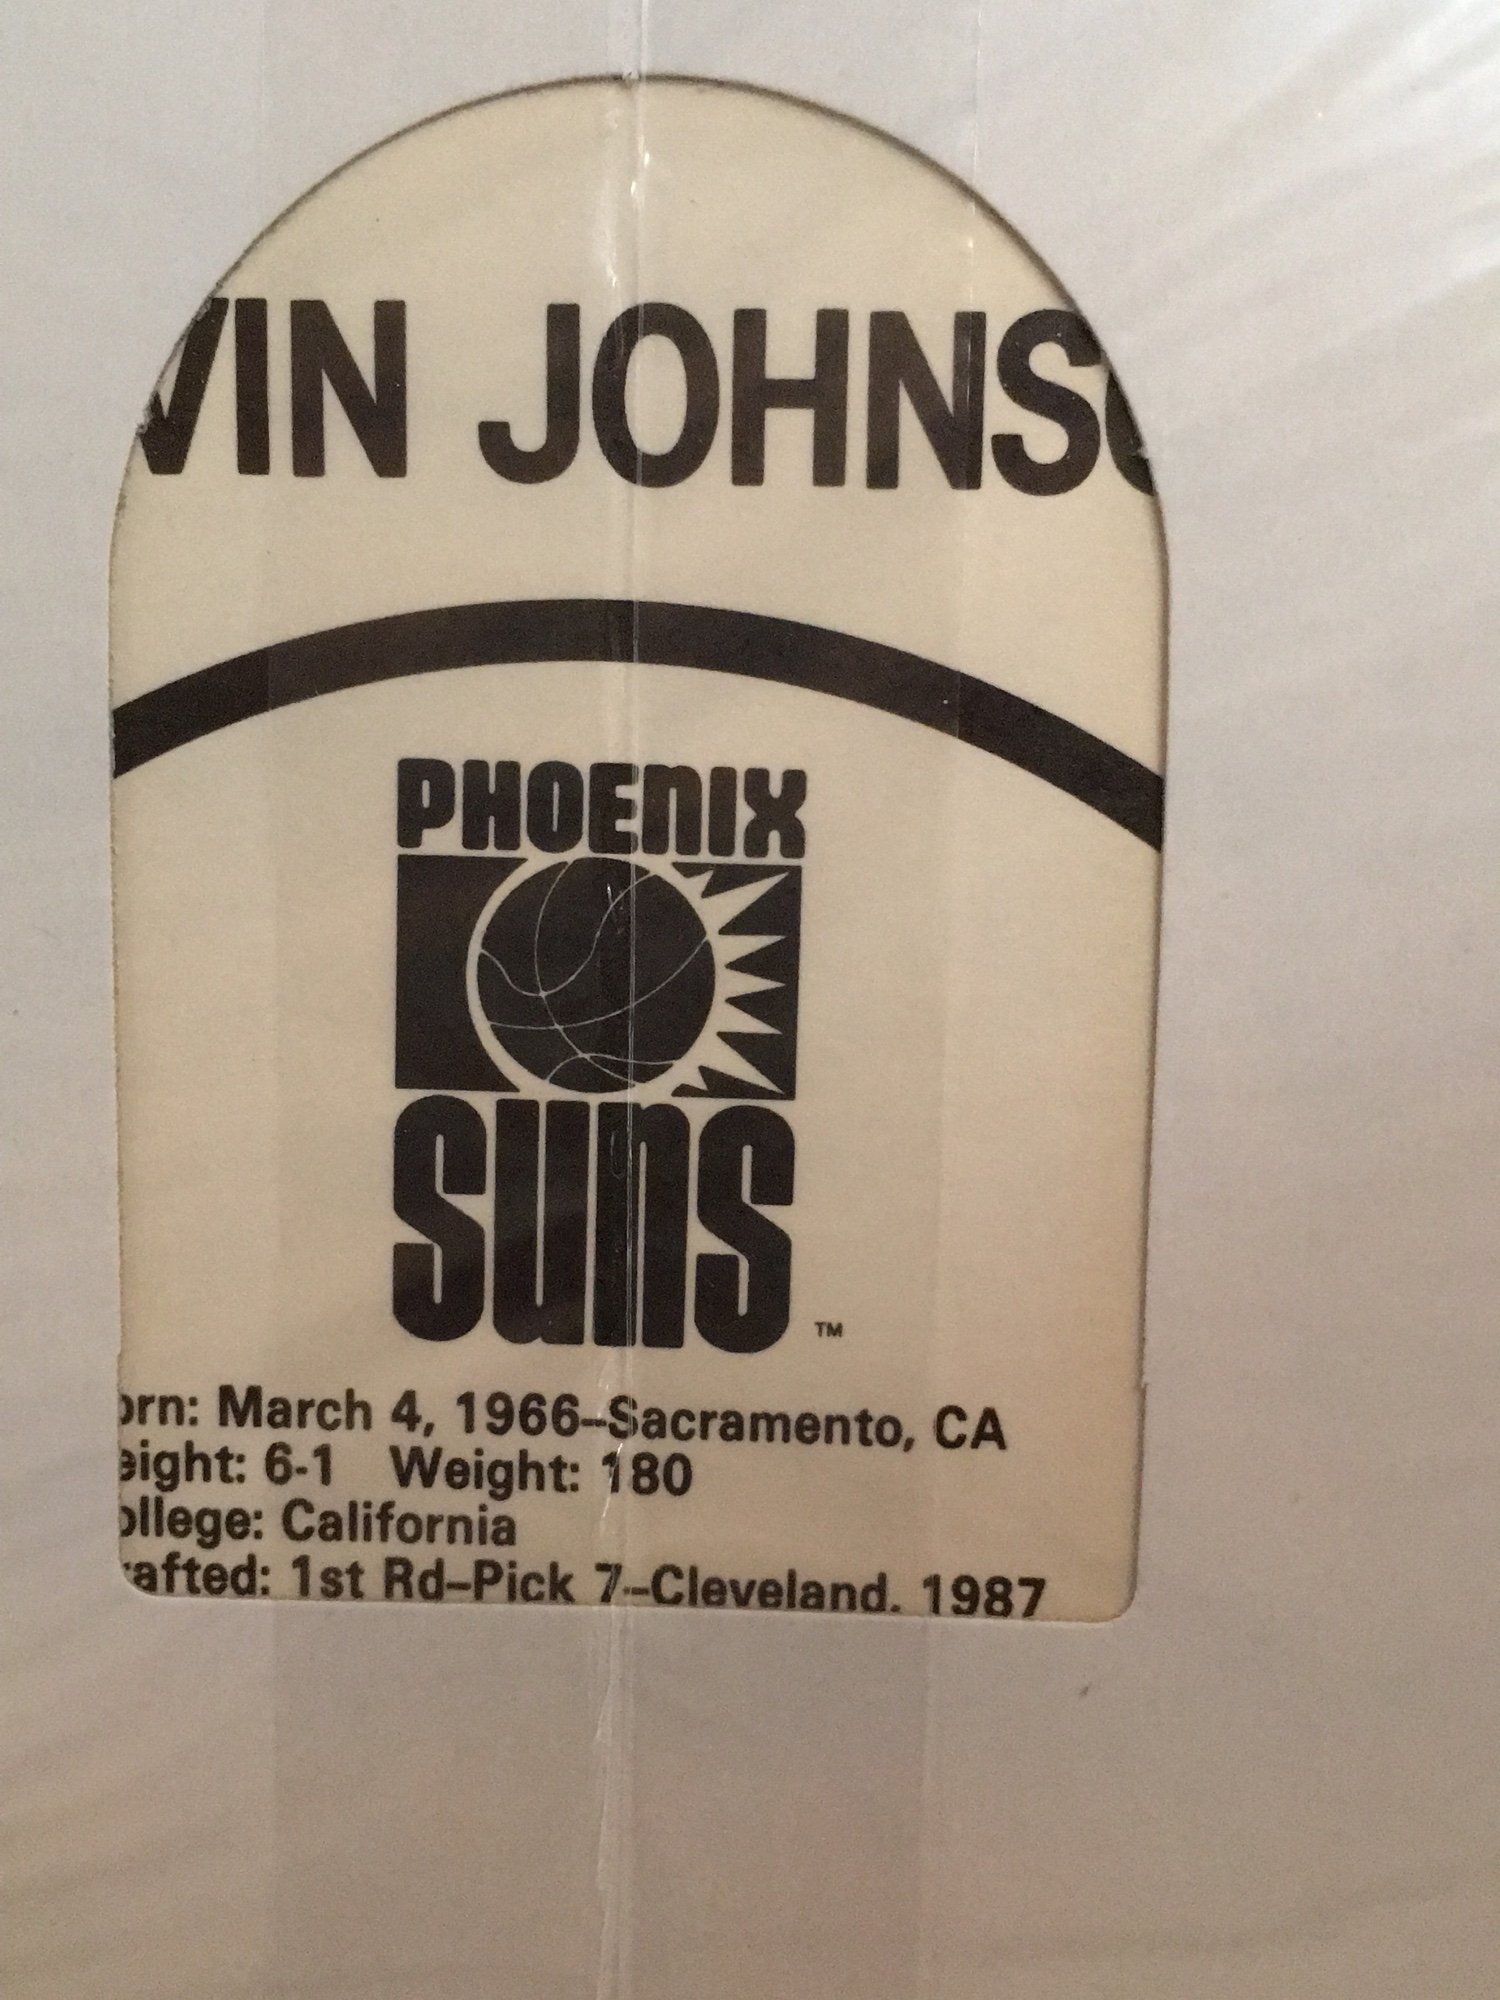 VIN JOHNSO
PHOENIX
SUNS
TM
orn: March 4, 1966–Sacramento, CA
eight: 6-1 Weight: 180
ollege: California
rafted: 1st Rd–Pick 7–Cleveland, 1987